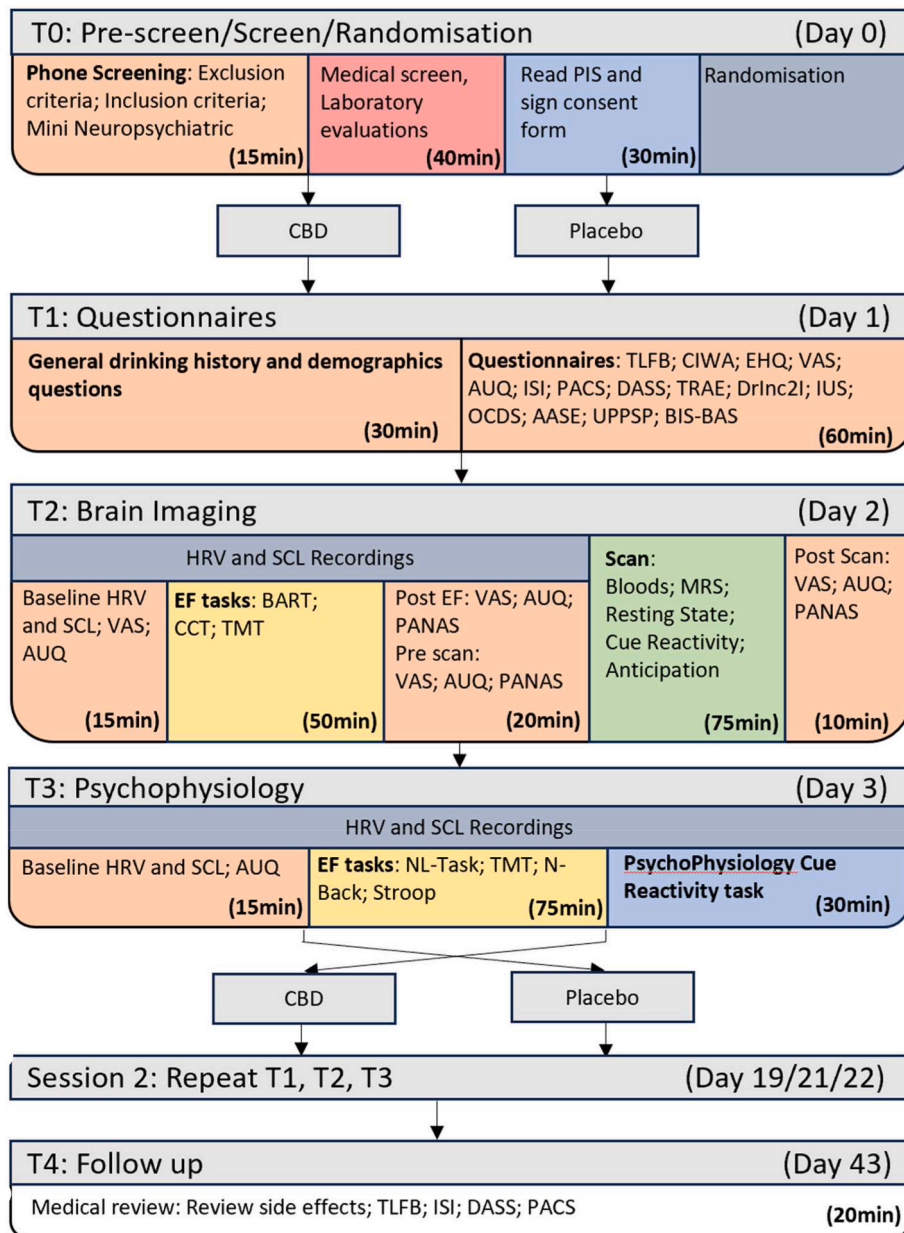 T0: Pre-screen/Screen/Randomisation (Day 0)
Phone Screening: Exclusion
criteria; Inclusion criteria;
Mini Neuropsychiatric
(15min)
Medical screen,
Laboratory
evaluations
(40min)
Read PIS and
sign consent
form
(30min)
Randomisation
CBD
Placebo
T1: Questionnaires (Day 1)
General drinking history and demographics
questions
(30min)
Questionnaires: TLFB; CIWA; EHQ; VAS;
AUQ; ISI; PACS; DASS; TRAE; DrInc2I; IUS;
OCDS; AASE; UPPSP; BIS-BAS
(60min)
T2: Brain Imaging (Day 2)
HRV and SCL Recordings
Baseline HRV
and SCL; VAS;
AUQ
(15min)
EF tasks: BART;
CCT; TMT
(50min)
Post EF: VAS; AUQ;
PANAS
Pre scan:
VAS; AUQ; PANAS
(20min)
Scan:
Bloods; MRS;
Resting State;
Cue Reactivity;
Anticipation
(75min)
Post Scan:
VAS; AUQ;
PANAS
(10min)
T3: Psychophysiology (Day 3)
HRV and SCL Recordings
Baseline HRV and SCL; AUQ
(15min)
EF tasks: NL-Task; TMT; N-
Back; Stroop
(75min)
PsychoPhysiology Cue
Reactivity task
(30min)
CBD
Placebo
Session 2: Repeat T1, T2, T3 (Day 19/21/22)
T4: Follow up (Day 43)
Medical review: Review side effects; TLFB; ISI; DASS; PACS
(20min)